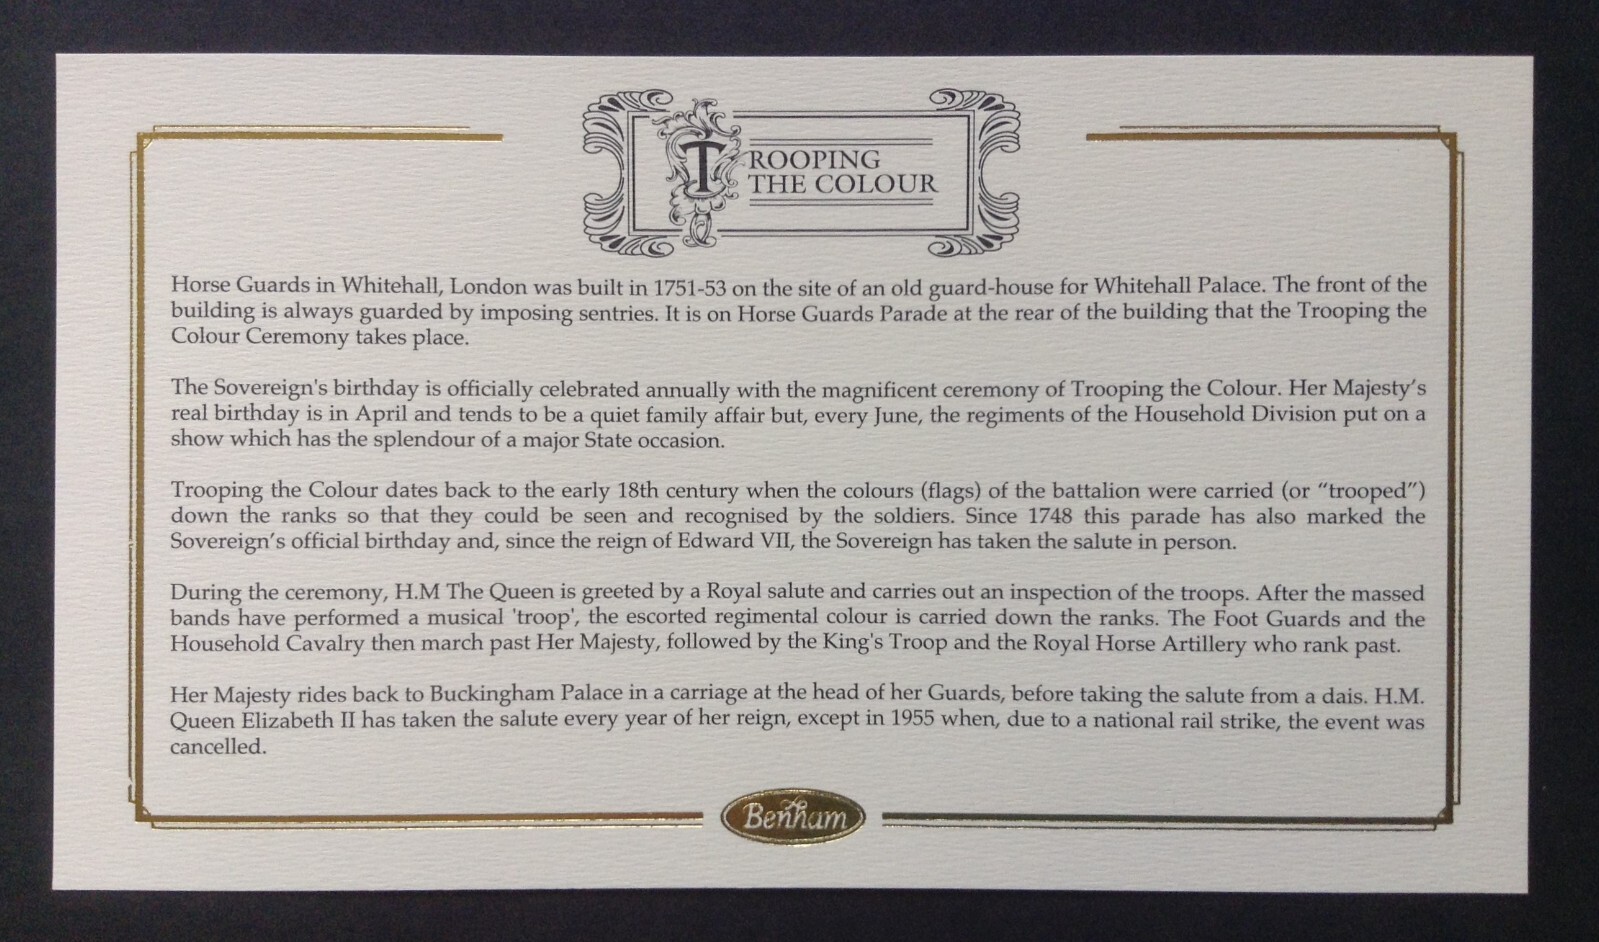 TROOPING
THE COLOUR
Horse Guards in Whitehall, London was built in 1751-53 on the site of an old guard-house for Whitehall Palace. The front of the
building is always guarded by imposing sentries. It is on Horse Guards Parade at the rear of the building that the Trooping the
Colour Ceremony takes place.
The Sovereign's birthday is officially celebrated annually with the magnificent ceremony of Trooping the Colour. Her Majesty's
real birthday is in April and tends to be a quiet family affair but, every June, the regiments of the Household Division put on a
show which has the splendour of a major State occasion.
Trooping the Colour dates back to the early 18th century when the colours (flags) of the battalion were carried (or “trooped”)
down the ranks so that they could be seen and recognised by the soldiers. Since 1748 this parade has also marked the
Sovereign's official birthday and, since the reign of Edward VII, the Sovereign has taken the salute in person.
During the ceremony, H.M The Queen is greeted by a Royal salute and carries out an inspection of the troops. After the massed
bands have performed a musical 'troop', the escorted regimental colour is carried down the ranks. The Foot Guards and the
Household Cavalry then march past Her Majesty, followed by the King's Troop and the Royal Horse Artillery who rank past.
Her Majesty rides back to Buckingham Palace in a carriage at the head of her Guards, before taking the salute from a dais. H.M.
Queen Elizabeth II has taken the salute every year of her reign, except in 1955 when, due to a national rail strike, the event was
cancelled.
Benham